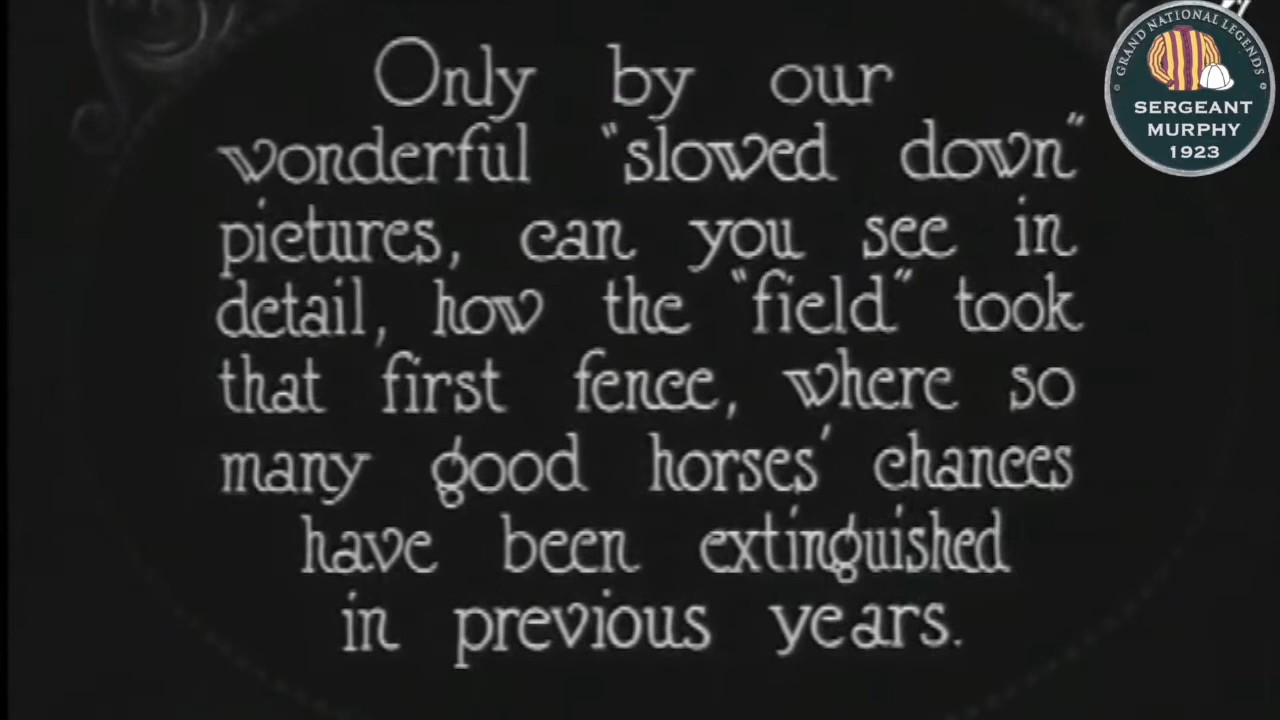 Only by our
wonderful "slowed down"
pictures, can you see in
detail, how the "field" took
that first fence, where so
many good horses' chances
have been extinguished
in previous years.
GRAND NATIONAL LEGENDS
SERGEANT
MURPHY
1923